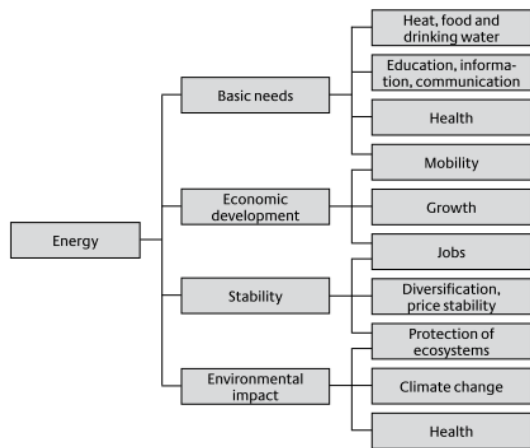 Heat, food and
drinking water
Education, informa-
tion, communication
Basic needs
Health
Mobility
Economic
development
Growth
Energy
Jobs
Stability
Diversification,
price stability
Protection of
ecosystems
Environmental
impact
Climate change
Health